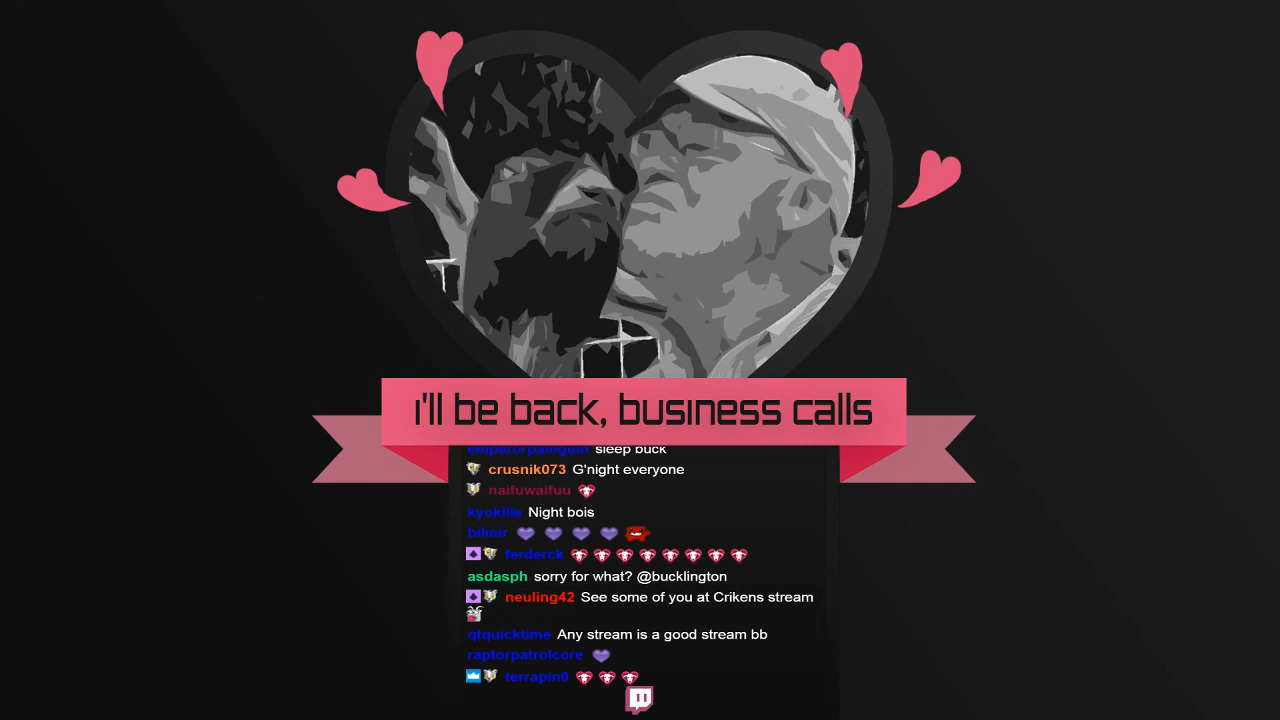 i'll be back, business calls
sleep buck
crusnik073 G'night everyone
naifuwaifuu
kyokille Night bois
bilmir
ferderck
asdasph sorry for what? @bucklington
neuling42 See some of you at Crikens stream
qtquicktime Any stream is a good stream bb
raptorpatrolcore
terrapin0